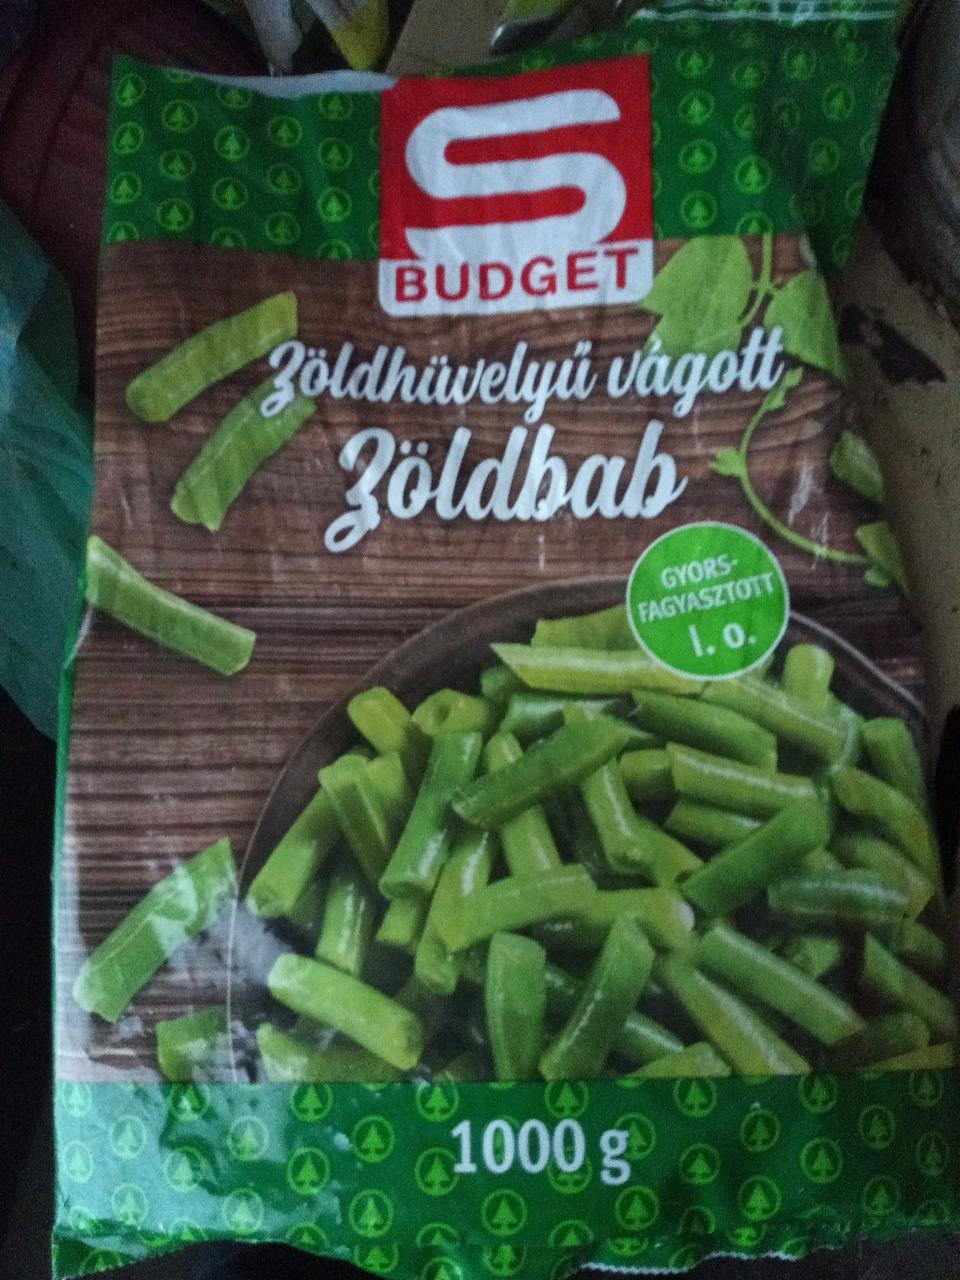 S
BUDGET
Zöldhüvelyű vágott
Zöldbab
GYORS-
FAGYASZTOTT
I. o.
1000 g